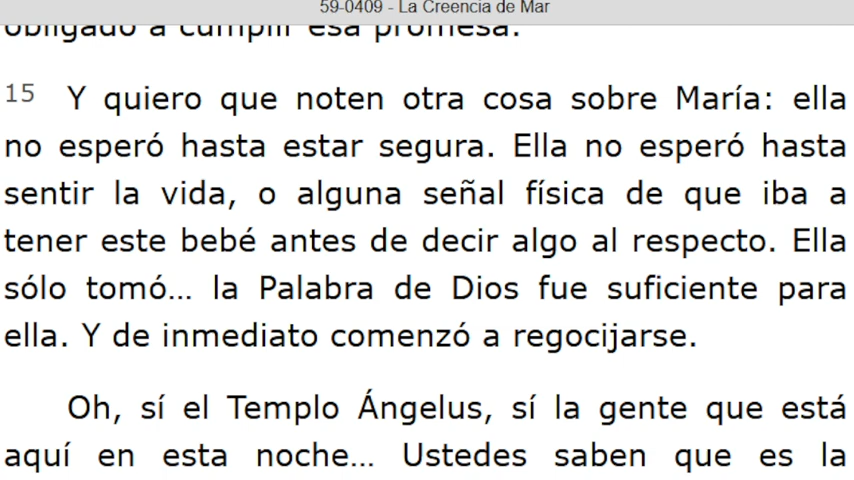 59-0409 - La Creencia de Mar
obligado a cumplir esa promesa.
15 Y quiero que noten otra cosa sobre María: ella
no esperó hasta estar segura. Ella no esperó hasta
sentir la vida, o alguna señal física de que iba a
tener este bebé antes de decir algo al respecto. Ella
sólo tomó... la Palabra de Dios fue suficiente para
ella. Y de inmediato comenzó a regocijarse.
Oh, sí el Templo Ángelus, sí la gente que está
aquí en esta noche... Ustedes saben que es la